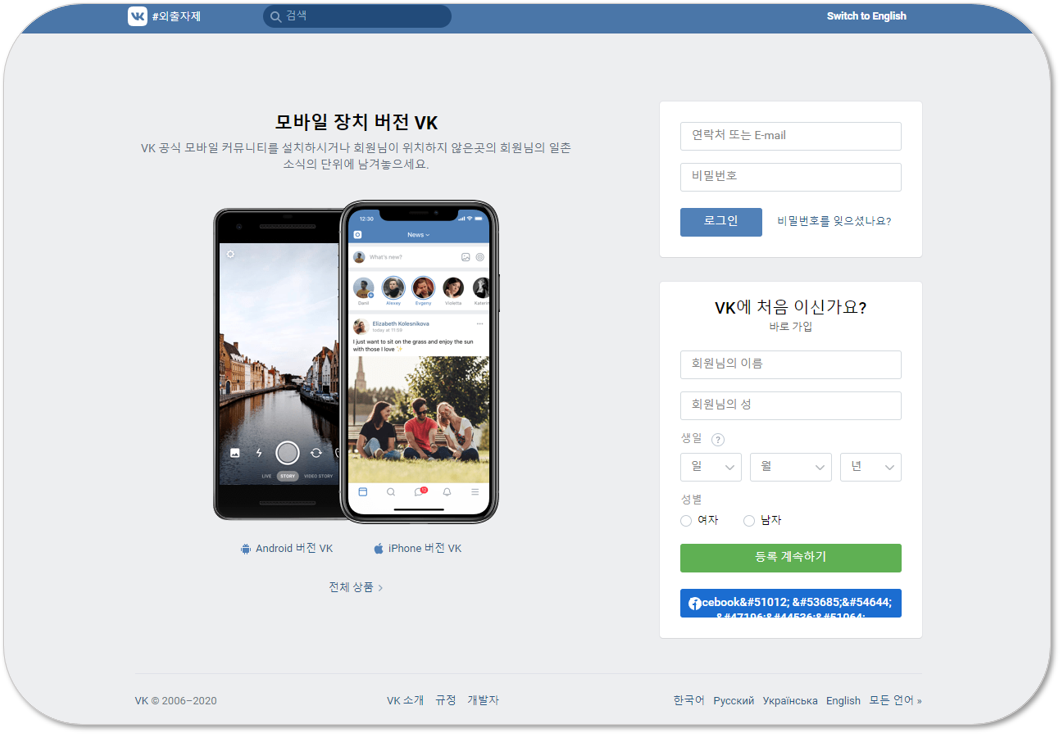 #외출자제
검색
Switch to English
모바일 장치 버전 VK
VK 공식 모바일 커뮤니티를 설치하시거나 회원님이 위치하지 않은곳의 회원님의 일촌
소식의 단위에 남겨놓으세요.
12:30
News
What's new?
David
Alexey
Evgeny
Violetta
Elizabeth Kolesnikova
today at 11:00
I just want to sit on the grass and enjoy the sun
with those I love ✨
LIVE
STORY
VIDEO STORY
Android 버전 VK
iPhone 버전 VK
전체 상품 ›
연락처 또는 E-mail
비밀번호
로그인
비밀번호를 잊으셨나요?
VK에 처음 이신가요?
바로 가입
회원님의 이름
회원님의 성
생일 ?
일
월
년
성별
여자
남자
등록 계속하기
cebook&#51012; &#53685;&#54644;
VK © 2006–2020
VK 소개
규정
개발자
한국어
Русский
Українська
English
모든 언어 »